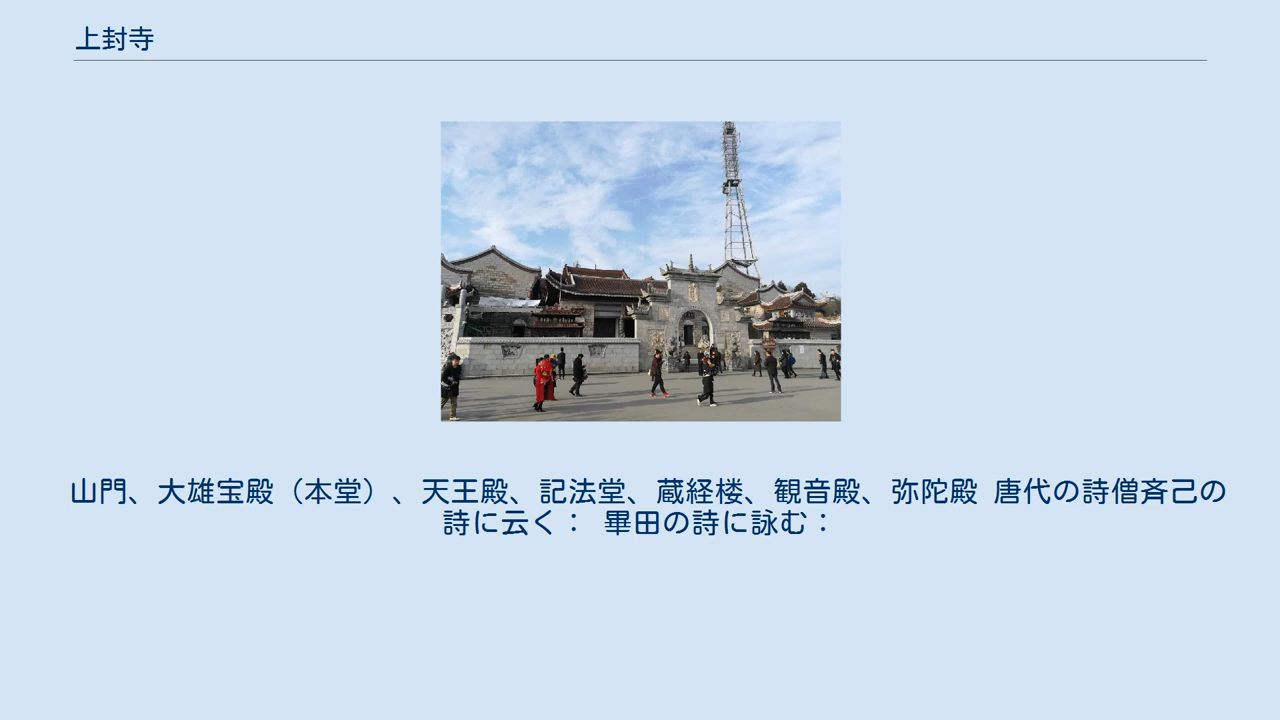 上封寺
山門、大雄宝殿（本堂）、天王殿、記法堂、蔵経楼、観音殿、弥陀殿 唐代の詩僧斉己の
詩に云く： 畢田の詩に詠む：